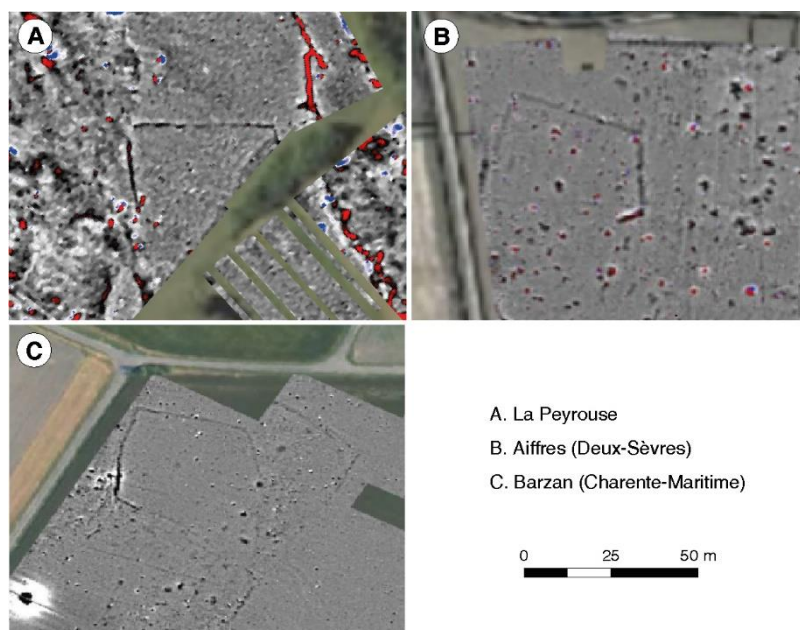 A
B
C
A. La Peyrouse
B. Aiffres (Deux-Sèvres)
C. Barzan (Charente-Maritime)
0 25 50 m